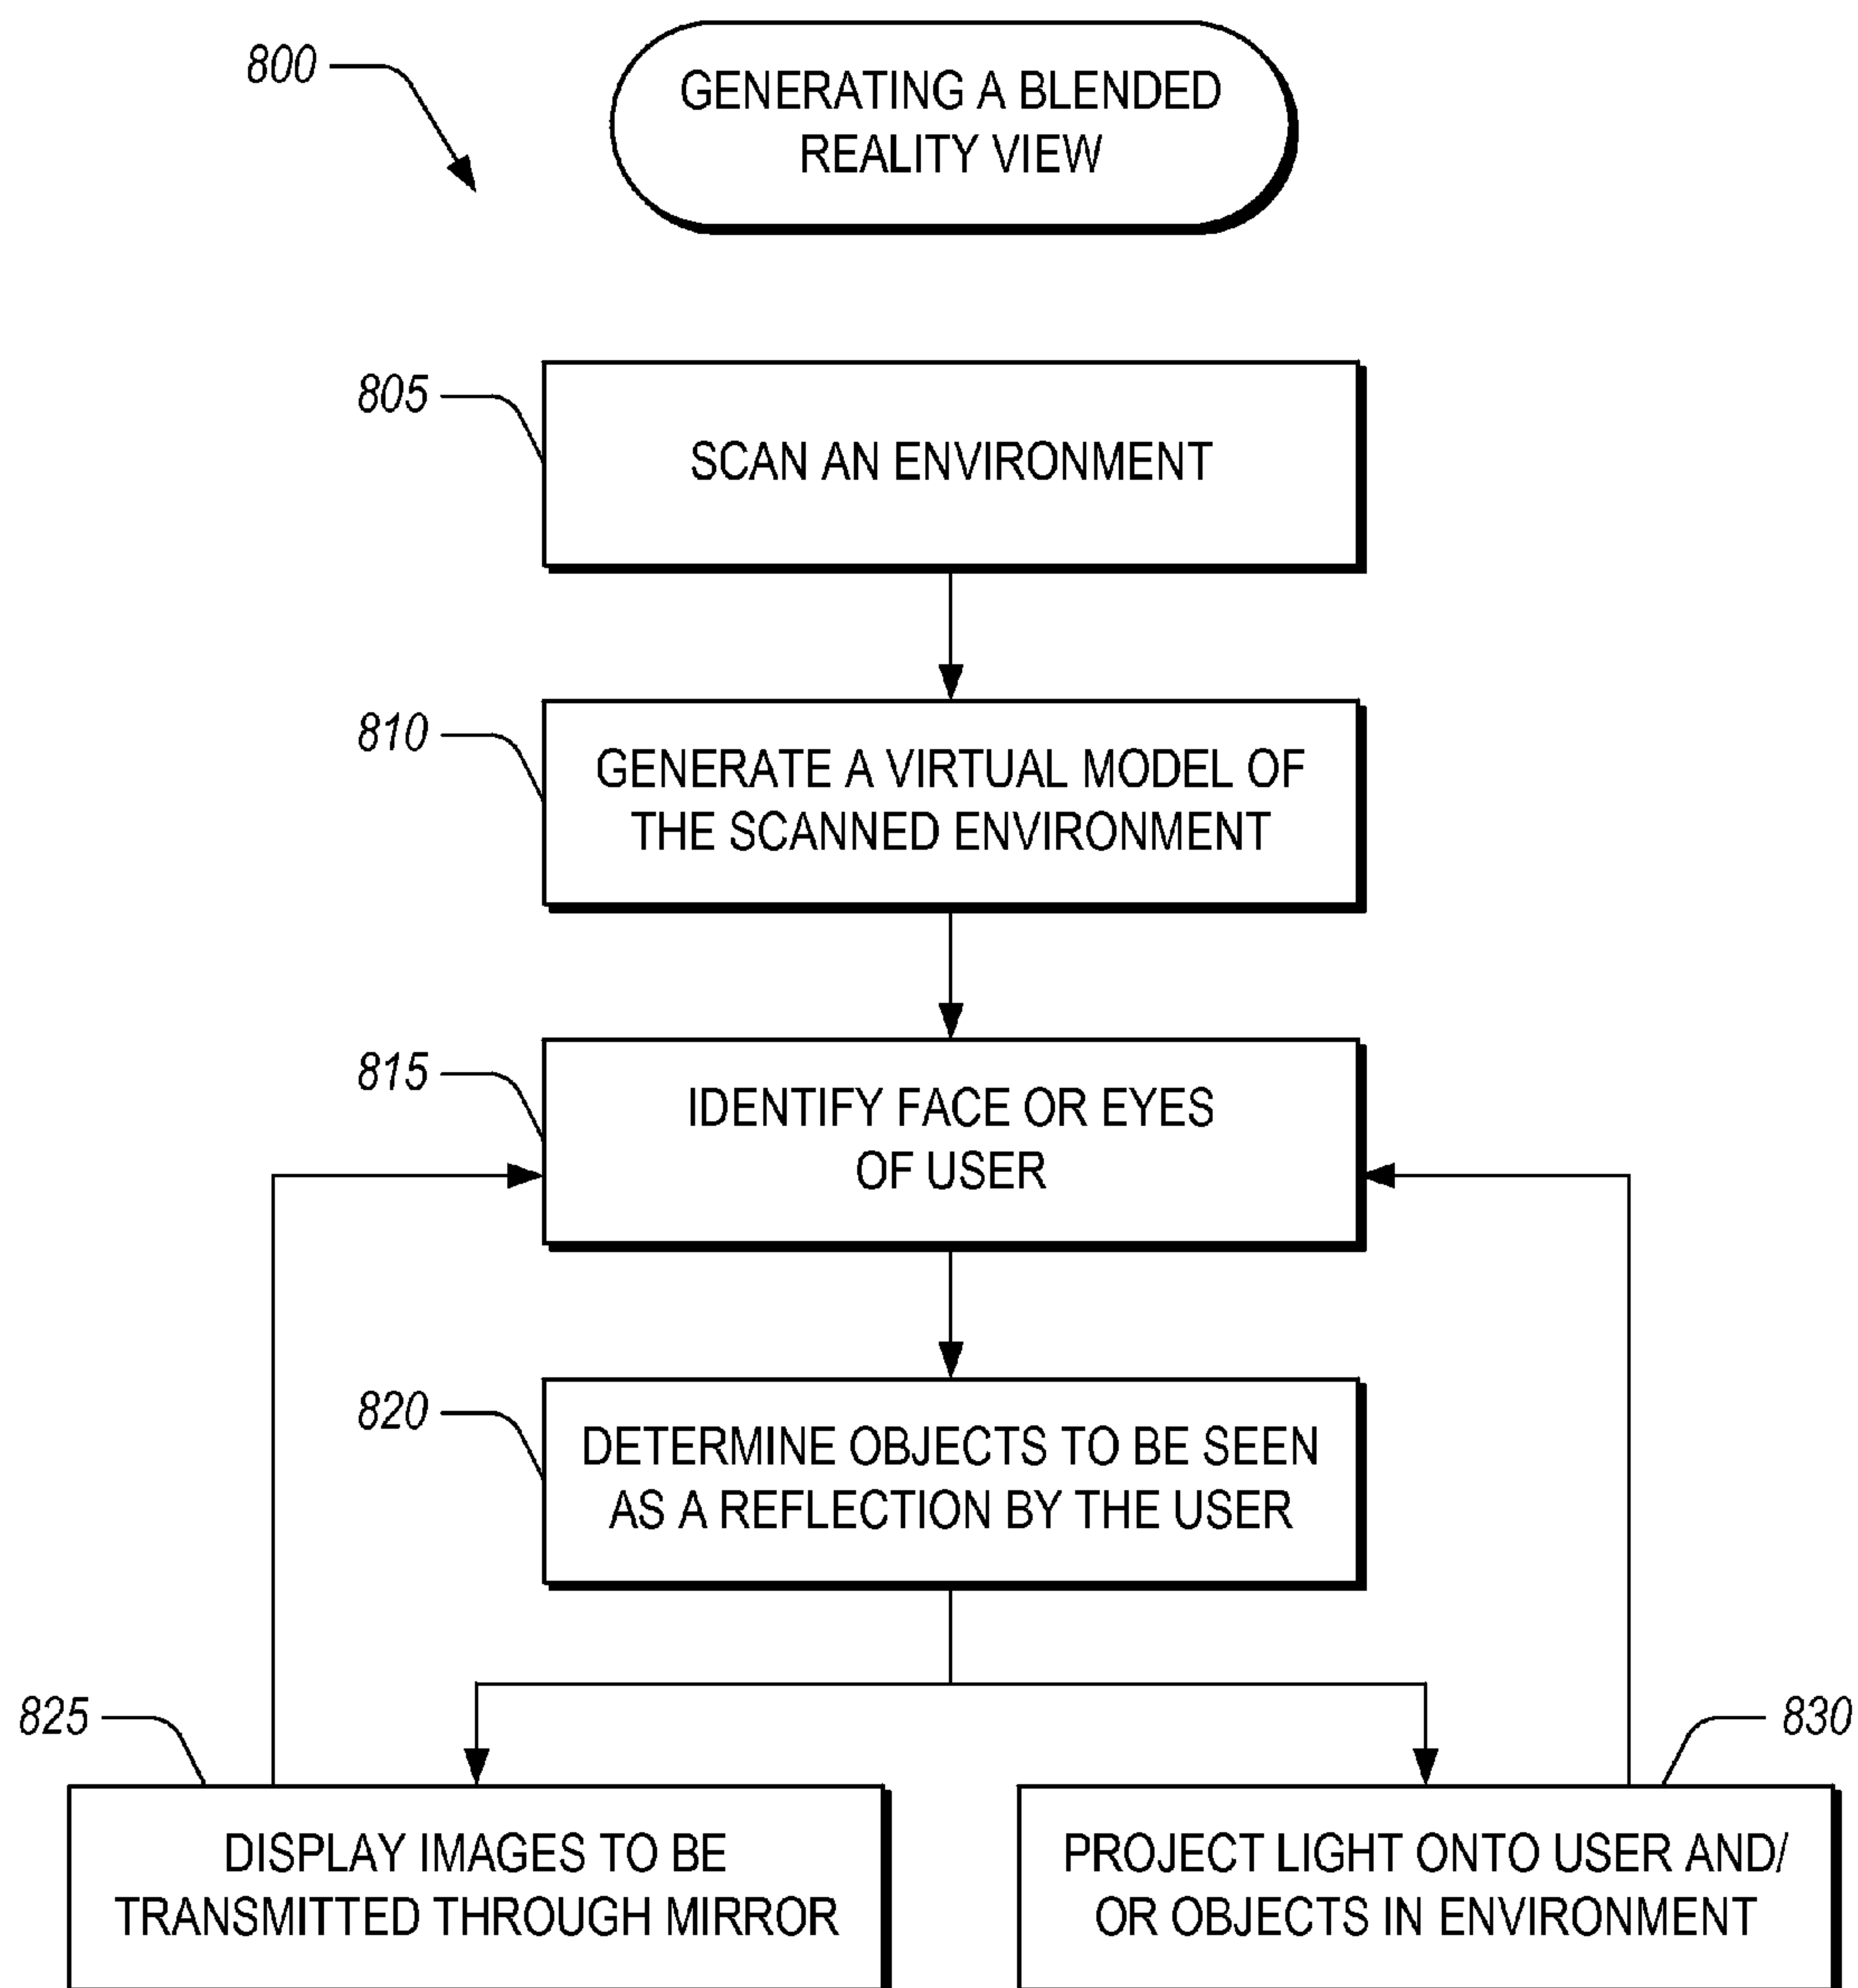 800
GENERATING A BLENDED
REALITY VIEW
805
SCAN AN ENVIRONMENT
810
GENERATE A VIRTUAL MODEL OF
THE SCANNED ENVIRONMENT
815
IDENTIFY FACE OR EYES
OF USER
820
DETERMINE OBJECTS TO BE SEEN
AS A REFLECTION BY THE USER
825
DISPLAY IMAGES TO BE
TRANSMITTED THROUGH MIRROR
830
PROJECT LIGHT ONTO USER AND/
OR OBJECTS IN ENVIRONMENT